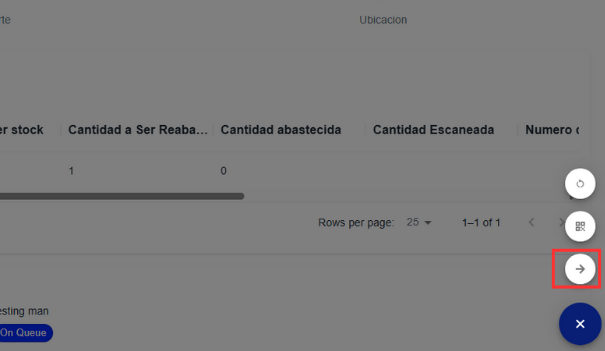 rte Ubicacion
er stock Cantidad a Ser Reaba... Cantidad abastecida Cantidad Escaneada Numero c
1 0
Rows per page: 25 1–1 of 1
esting man
On Queue